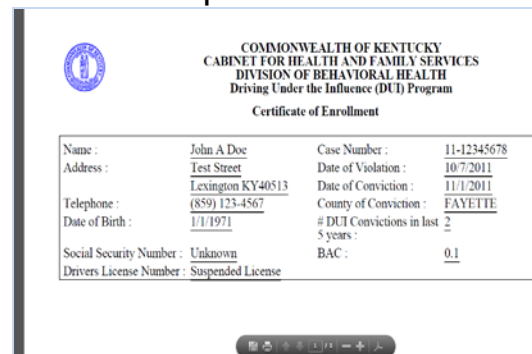 COMMONWEALTH OF KENTUCKY
CABINET FOR HEALTH AND FAMILY SERVICES
DIVISION OF BEHAVIORAL HEALTH
Driving Under the Influence (DUI) Program
Certificate of Enrollment
Name : John A Doe Case Number : 11-12345678
Address : Test Street Date of Violation : 10/7/2011
Lexington KY40513 Date of Conviction : 11/1/2011
Telephone : (859) 123-4567 County of Conviction : FAYETTE
Date of Birth : 1/1/1971 # DUI Convictions in last 2
5 years :
Social Security Number : Unknown BAC : 0.1
Drivers License Number : Suspended License
1 / 1